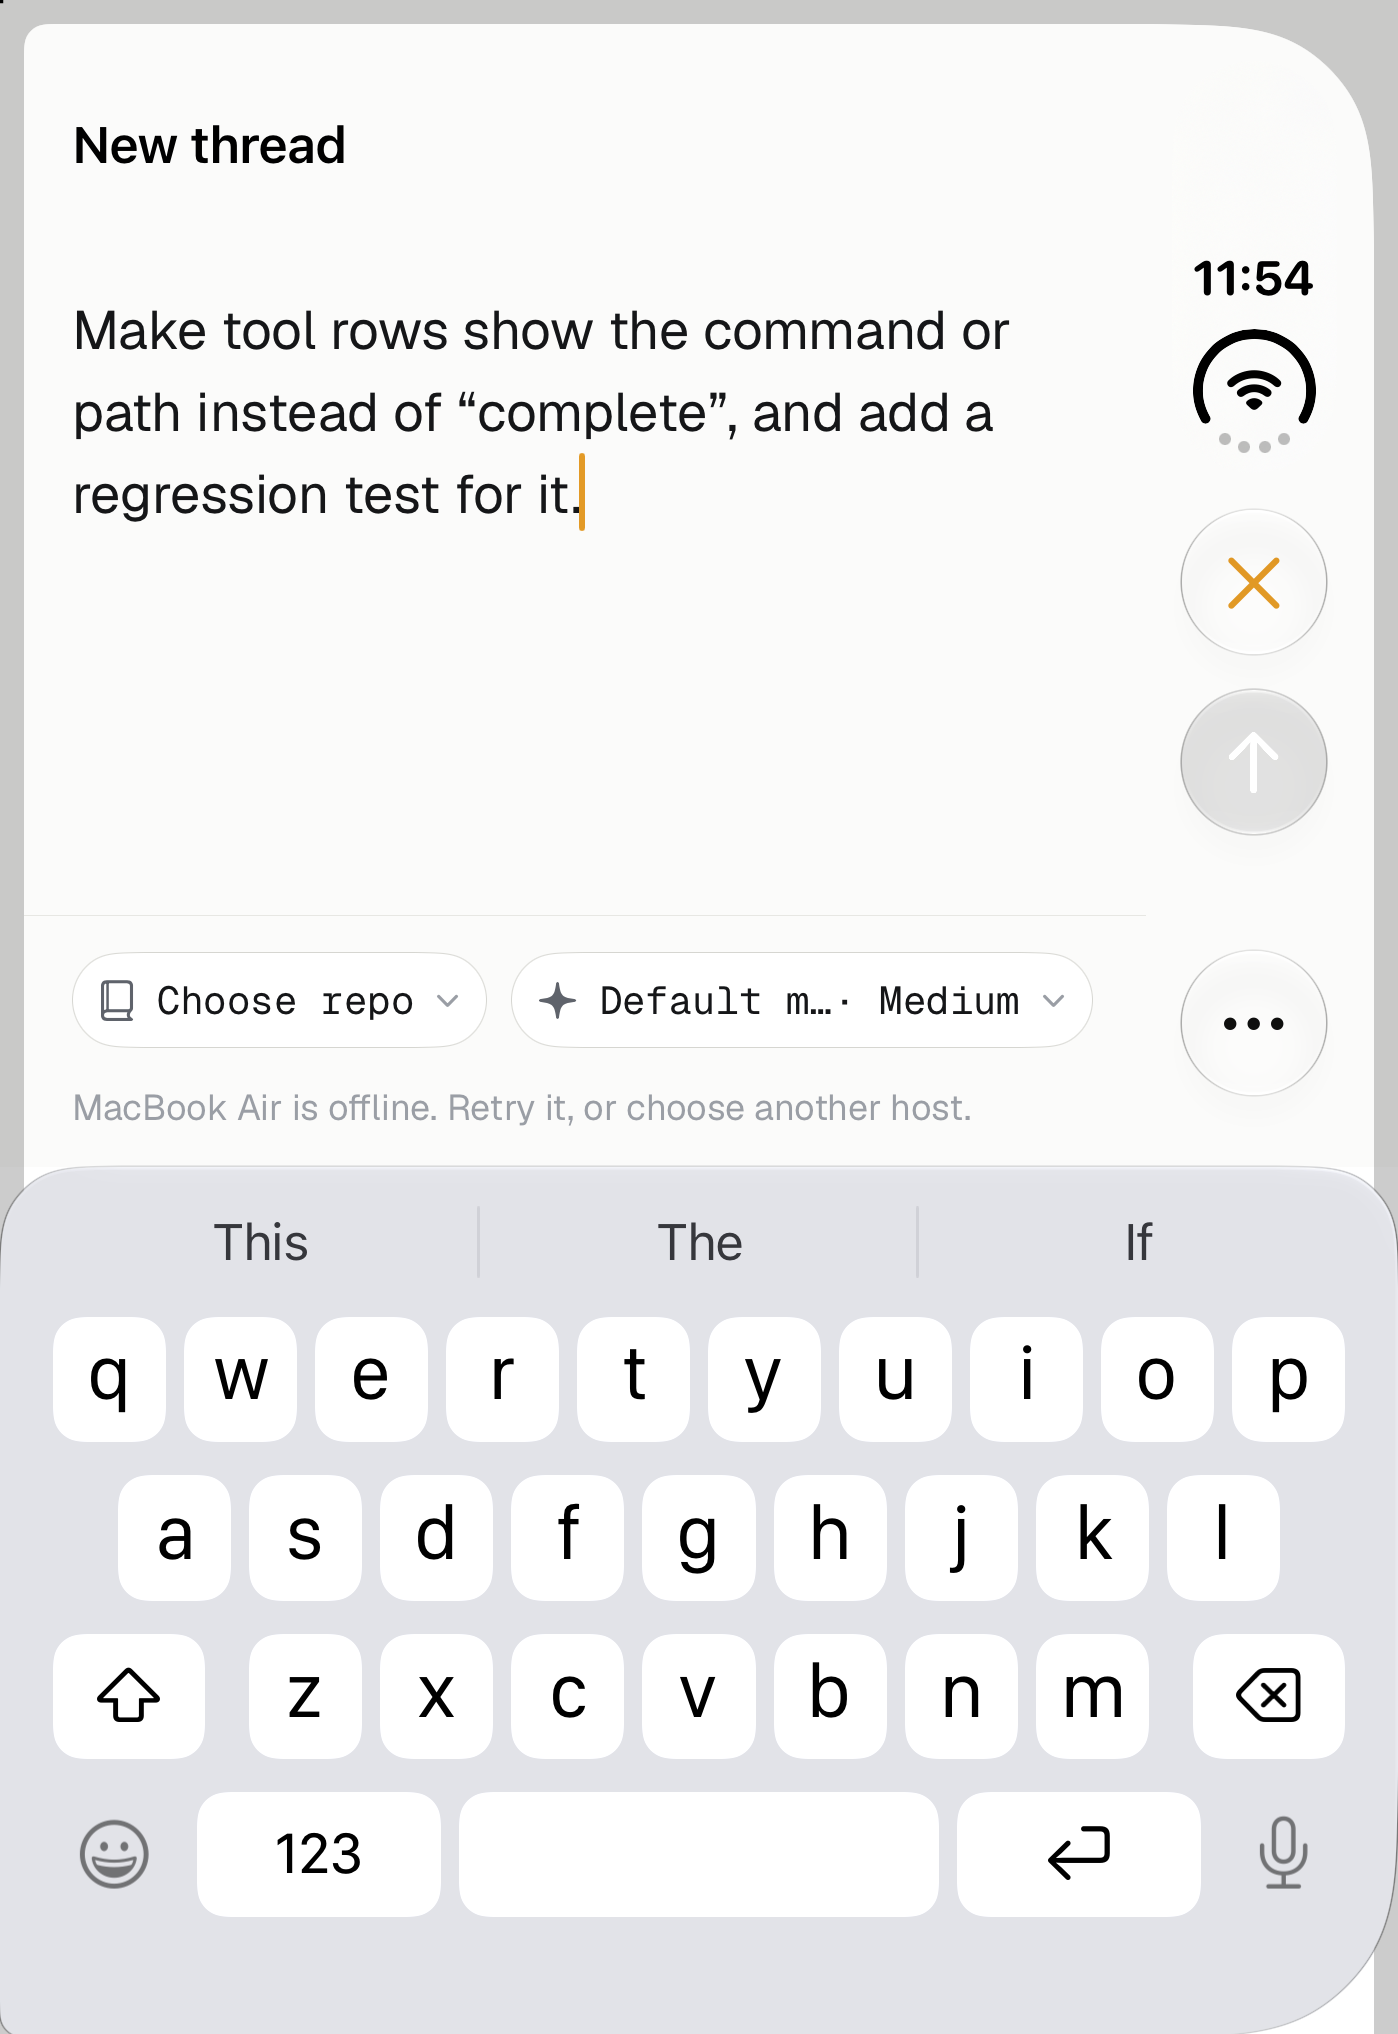 New thread
11:54
Make tool rows show the command or
path instead of “complete”, and add a
regression test for it.
Choose repo
Default m…· Medium
MacBook Air is offline. Retry it, or choose another host.
This The If
q w e r t y u i o p
a s d f g h j k l
z x c v b n m
123